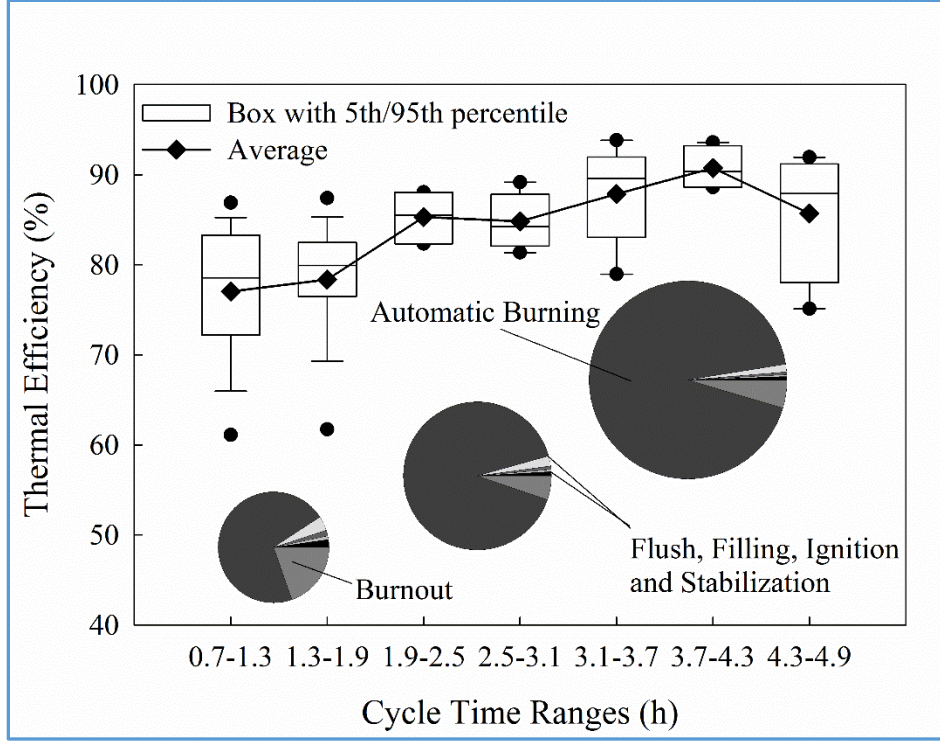 100
90
80
70
60
50
40
Thermal Efficiency (%)
Box with 5th/95th percentile
Average
Automatic Burning
Burnout
Flush, Filling, Ignition
and Stabilization
0.7-1.3 1.3-1.9 1.9-2.5 2.5-3.1 3.1-3.7 3.7-4.3 4.3-4.9
Cycle Time Ranges (h)